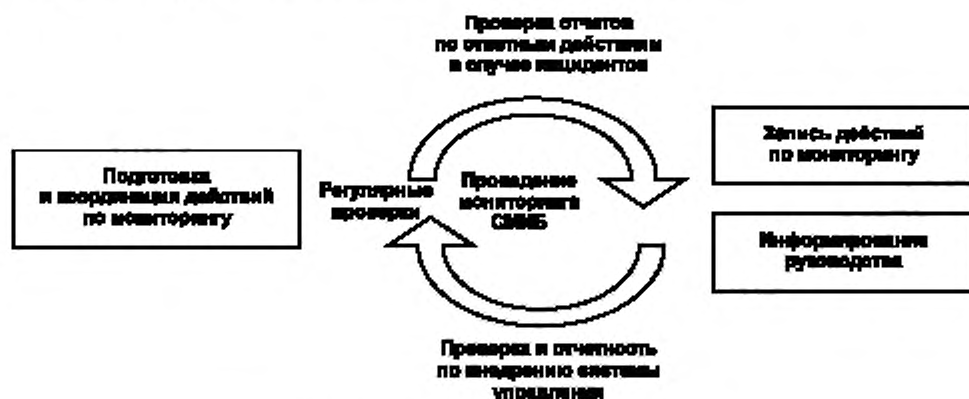 Проверка отчетов
по ответным действиям
в случае инцидентов
Подготовка
и координация действий
по мониторингу
Регулярные
проверки
Проведение
мониторинга
СМИБ
Запись действий
по мониторингу
Информирование
руководства
Проверка и отчетность
по внедрению системы
управления